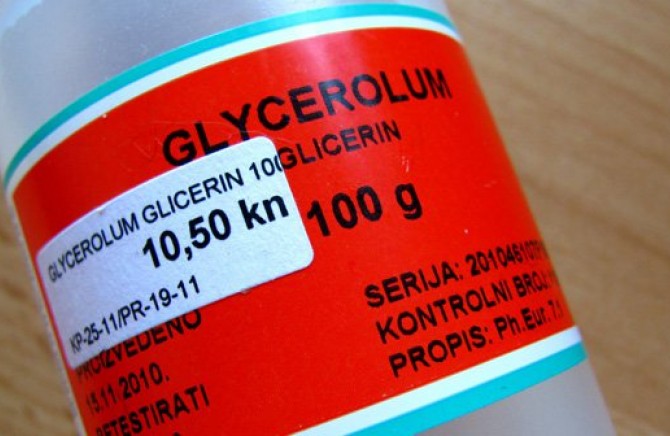 GLYCEROLUM
GLICERIN
100 g
GLYCEROLUM GLICERIN 100
10,50 kn
KP-25-11/PR-19-11
PROIZVEDENO
15.11.2010.
RETESTIRATI
SERIJA:
KONTROLNI BROJ:
PROPIS: Ph.Eur.